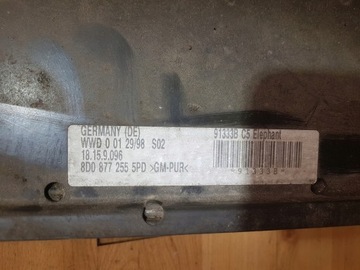 GERMANY (DE)
WWD 0 01 29/98 S02
18.15.9.096
8D0 877 255 5PD >GM-PUR<
91333B C5 Elephant
*91333B*